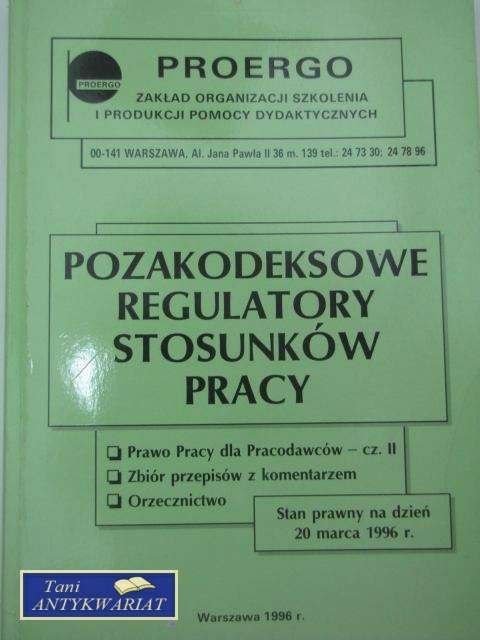 PROERGO
PROERGO
ZAKŁAD ORGANIZACJI SZKOLENIA
I PRODUKCJI POMOCY DYDAKTYCZNYCH
00-141 WARSZAWA, Al. Jana Pawła II 36 m. 139 tel.: 24 73 30; 24 78 96
POZAKODEKSOWE
REGULATORY
STOSUNKÓW
PRACY
❑ Prawo Pracy dla Pracodawców – cz. II
❑ Zbiór przepisów z komentarzem
❑ Orzecznictwo
Stan prawny na dzień
20 marca 1996 r.
Warszawa 1996 r.
Tani
ANTYKWARIAT